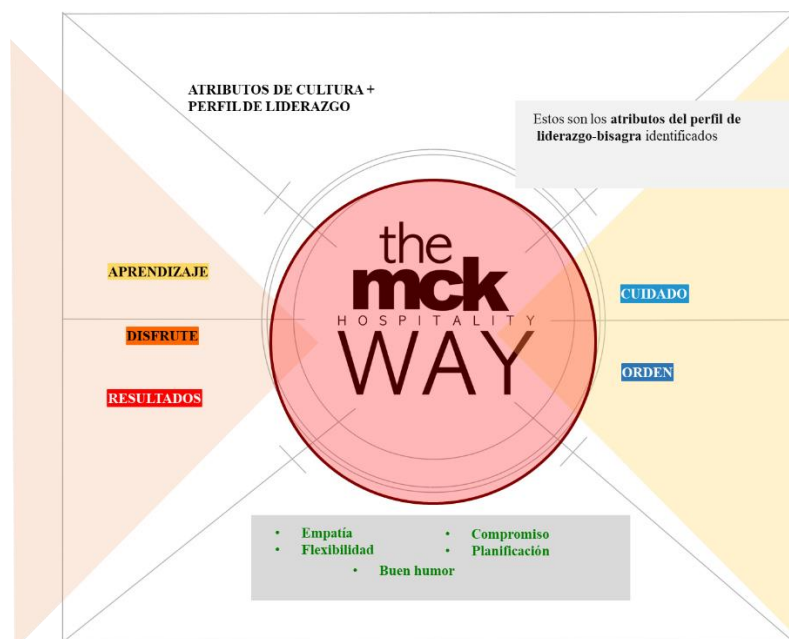 ATRIBUTOS DE CULTURA +
PERFIL DE LIDERAZGO
Estos son los atributos del perfil de
liderazgo-bisagra identificados
the
mck
HOSPITALITY
WAY
APRENDIZAJE
DISFRUTE
RESULTADOS
CUIDADO
ORDEN
• Empatía
• Flexibilidad
• Compromiso
• Planificación
• Buen humor